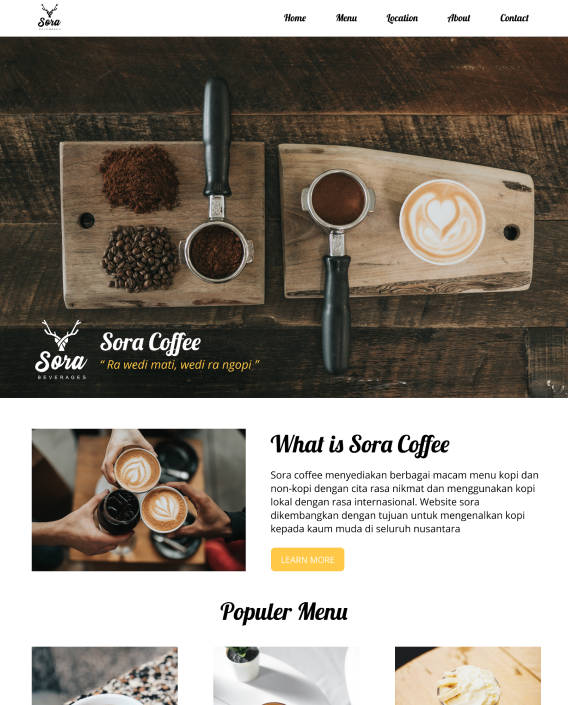 Sora
BEVERAGES
Home Menu Location About Contact
Sora
BEVERAGES
Sora Coffee
“ Ra wedi mati, wedi ra ngopi ”
What is Sora Coffee
Sora coffee menyediakan berbagai macam menu kopi dan
non-kopi dengan cita rasa nikmat dan menggunakan kopi
lokal dengan rasa internasional. Website sora
dikembangkan dengan tujuan untuk mengenalkan kopi
kepada kaum muda di seluruh nusantara
LEARN MORE
Populer Menu